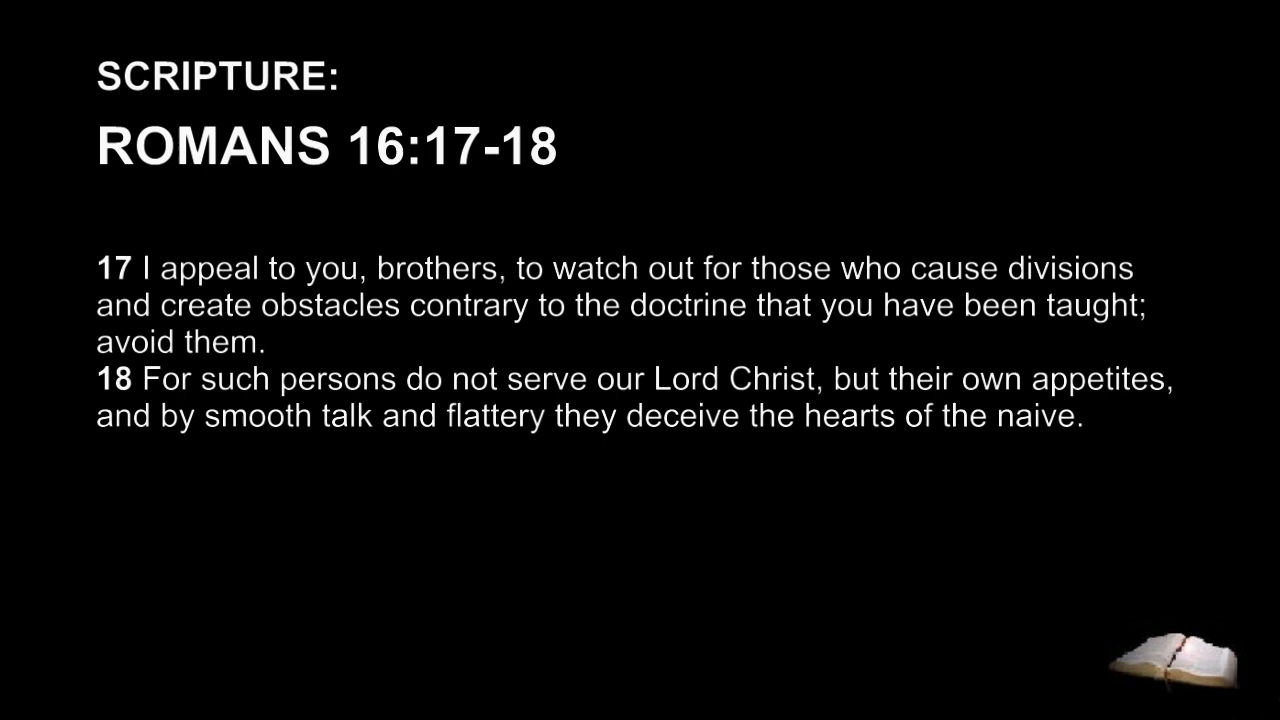 SCRIPTURE:
ROMANS 16:17-18
17 I appeal to you, brothers, to watch out for those who cause divisions
and create obstacles contrary to the doctrine that you have been taught;
avoid them.
18 For such persons do not serve our Lord Christ, but their own appetites,
and by smooth talk and flattery they deceive the hearts of the naive.